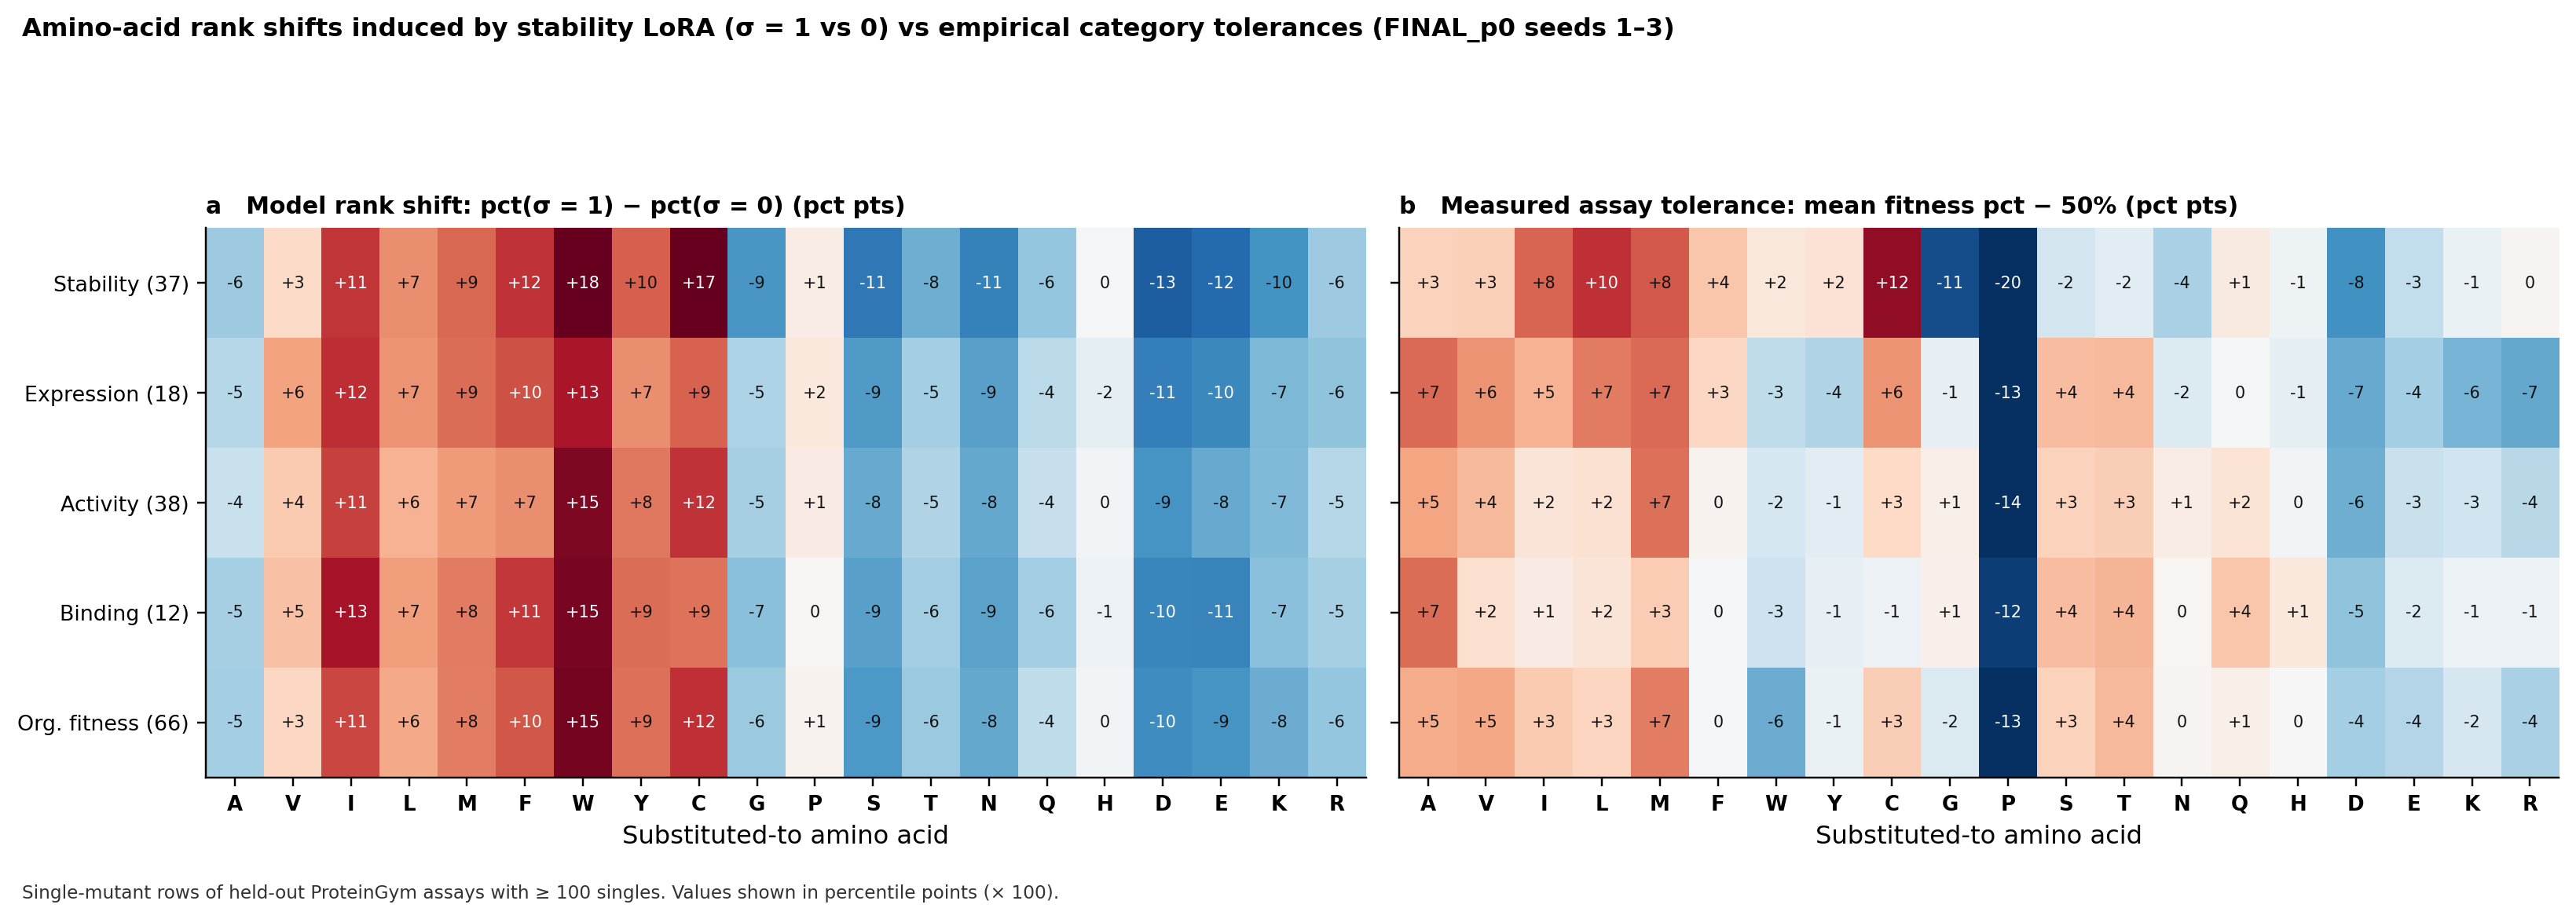 Amino-acid rank shifts induced by stability LoRA (σ = 1 vs 0) vs empirical category tolerances (FINAL_p0 seeds 1–3)
a Model rank shift: pct(σ = 1) − pct(σ = 0) (pct pts)
Stability (37) -6 +3 +11 +7 +9 +12 +18 +10 +17 -9 +1 -11 -8 -11 -6 0 -13 -12 -10 -6
Expression (18) -5 +6 +12 +7 +9 +10 +13 +7 +9 -5 +2 -9 -5 -9 -4 -2 -11 -10 -7 -6
Activity (38) -4 +4 +11 +6 +7 +7 +15 +8 +12 -5 +1 -8 -5 -8 -4 0 -9 -8 -7 -5
Binding (12) -5 +5 +13 +7 +8 +11 +15 +9 +9 -7 0 -9 -6 -9 -6 -1 -10 -11 -7 -5
Org. fitness (66) -5 +3 +11 +6 +8 +10 +15 +9 +12 -6 +1 -9 -6 -8 -4 0 -10 -9 -8 -6
A V I L M F W Y C G P S T N Q H D E K R
Substituted-to amino acid
b Measured assay tolerance: mean fitness pct − 50% (pct pts)
+3 +3 +8 +10 +8 +4 +2 +2 +12 -11 -20 -2 -2 -4 +1 -1 -8 -3 -1 0
+7 +6 +5 +7 +7 +3 -3 -4 +6 -1 -13 +4 +4 -2 0 -1 -7 -4 -6 -7
+5 +4 +2 +2 +7 0 -2 -1 +3 +1 -14 +3 +3 +1 +2 0 -6 -3 -3 -4
+7 +2 +1 +2 +3 0 -3 -1 -1 +1 -12 +4 +4 0 +4 +1 -5 -2 -1 -1
+5 +5 +3 +3 +7 0 -6 -1 +3 -2 -13 +3 +4 0 +1 0 -4 -4 -2 -4
A V I L M F W Y C G P S T N Q H D E K R
Substituted-to amino acid
Single-mutant rows of held-out ProteinGym assays with ≥ 100 singles. Values shown in percentile points (× 100).